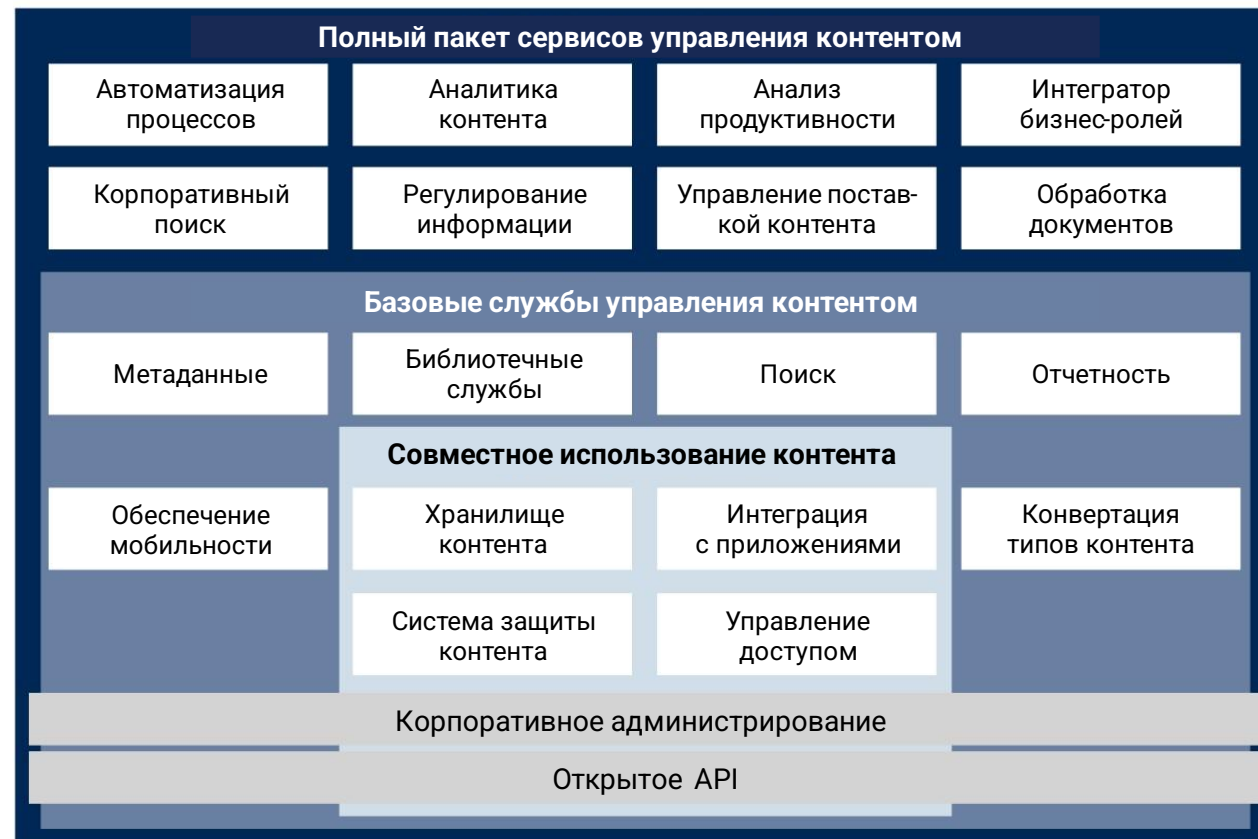 Полный пакет сервисов управления контентом
Автоматизация
процессов
Аналитика
контента
Анализ
продуктивности
Интегратор
бизнес-ролей
Корпоративный
поиск
Регулирование
информации
Управление постав-
кой контента
Обработка
документов
Базовые службы управления контентом
Метаданные
Библиотечные
службы
Поиск
Отчетность
Совместное использование контента
Обеспечение
мобильности
Хранилище
контента
Интеграция
с приложениями
Конвертация
типов контента
Система защиты
контента
Управление
доступом
Корпоративное администрирование
Открытое API